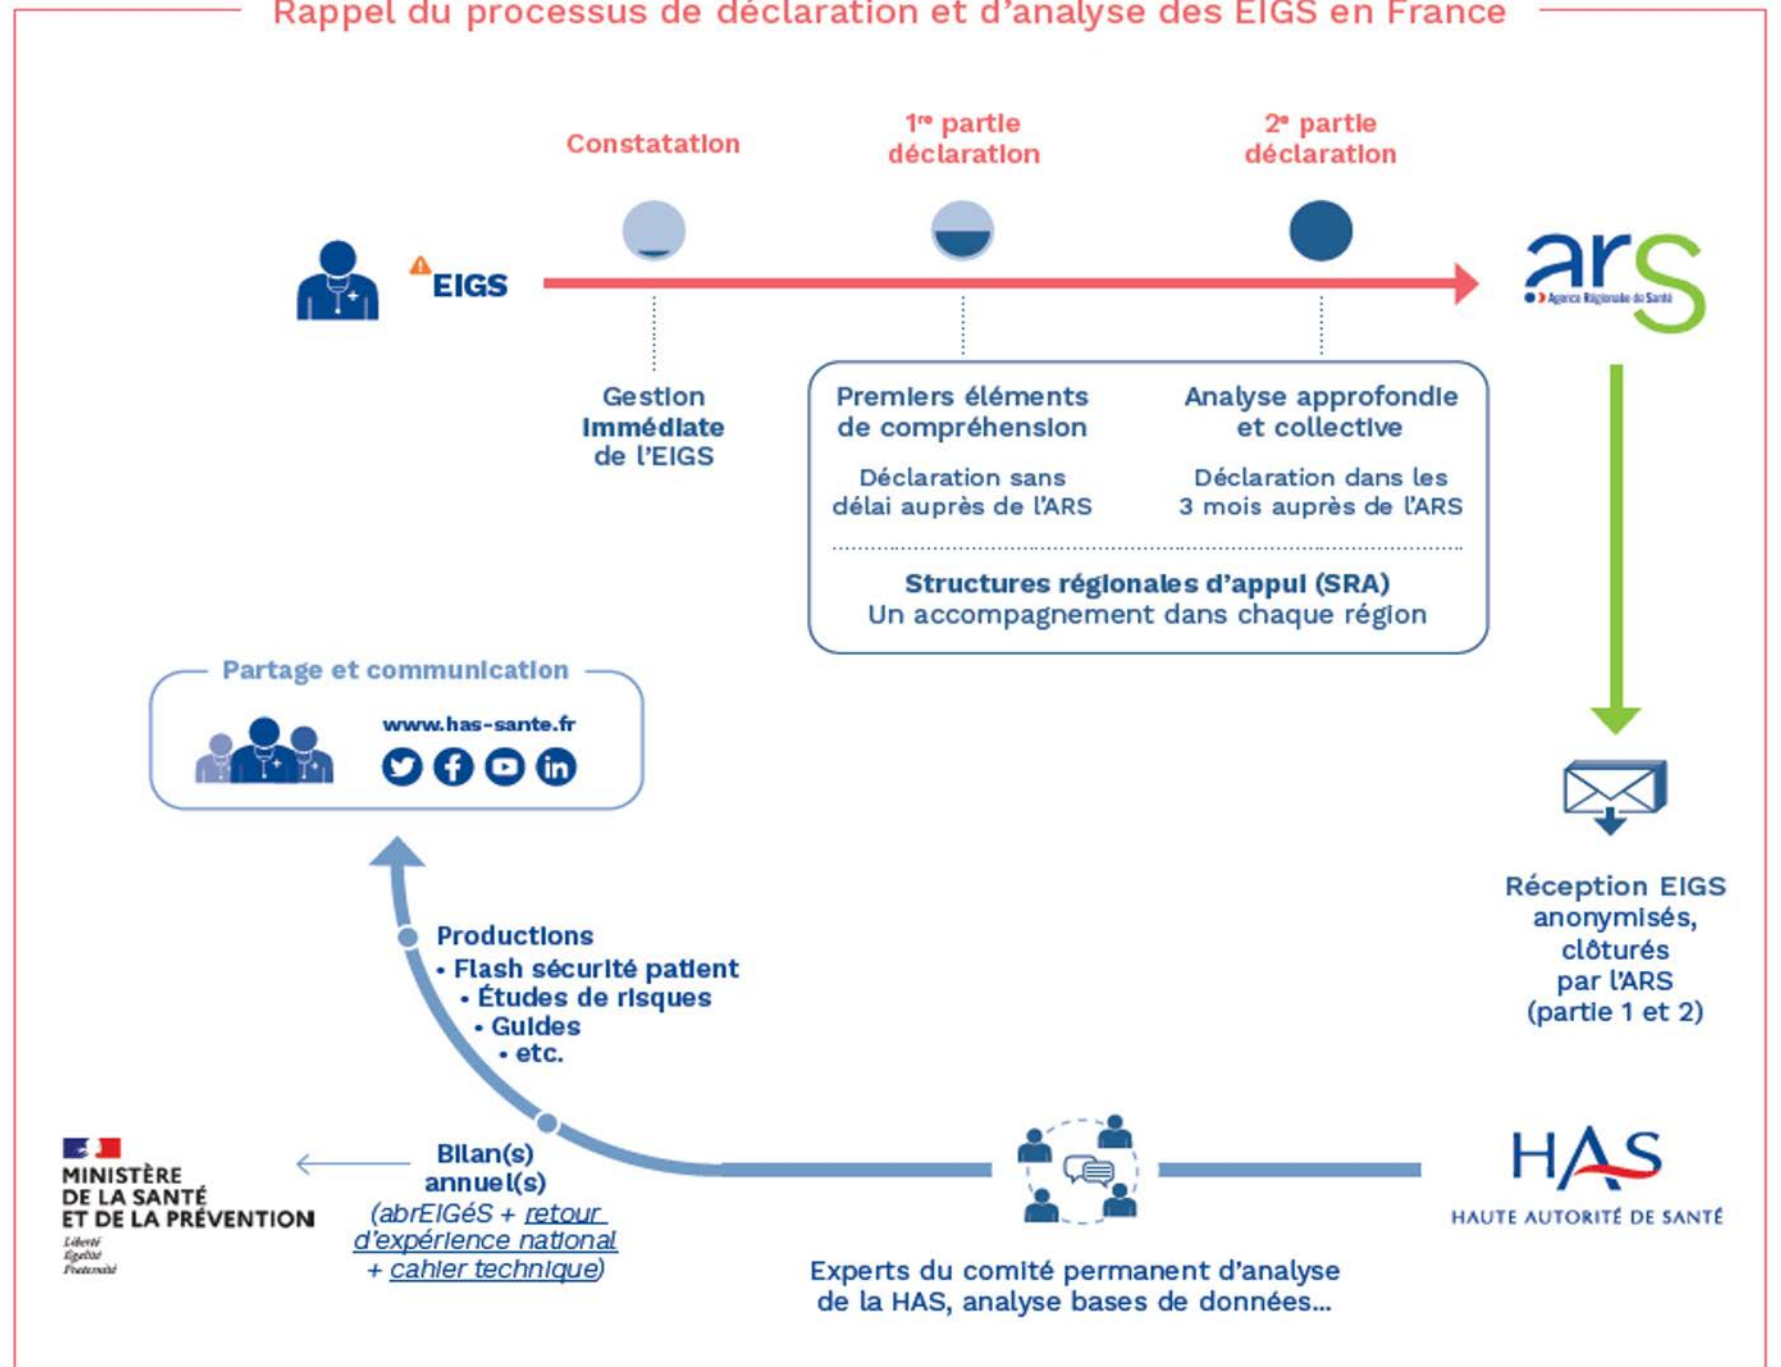 Rappel du processus de déclaration et d'analyse des EIGS en France
Constatation
1re partie
déclaration
2e partie
déclaration
EIGS
ars
Agence Régionale de Santé
Gestion
immédiate
de l'EIGS
Premiers éléments
de compréhension
Déclaration sans
délai auprès de l'ARS
Analyse approfondie
et collective
Déclaration dans les
3 mois auprès de l'ARS
Structures régionales d'appui (SRA)
Un accompagnement dans chaque région
Partage et communication
www.has-sante.fr
in
Réception EIGS
anonymisés,
clôturés
par l'ARS
(partie 1 et 2)
Productions
• Flash sécurité patient
• Études de risques
• Guides
• etc.
MINISTÈRE
DE LA SANTÉ
ET DE LA PRÉVENTION
Liberté
Égalité
Fraternité
Bilan(s)
annuel(s)
(abrEIGéS + retour
d'expérience national
+ cahier technique)
Experts du comité permanent d'analyse
de la HAS, analyse bases de données...
HAS
HAUTE AUTORITÉ DE SANTÉ